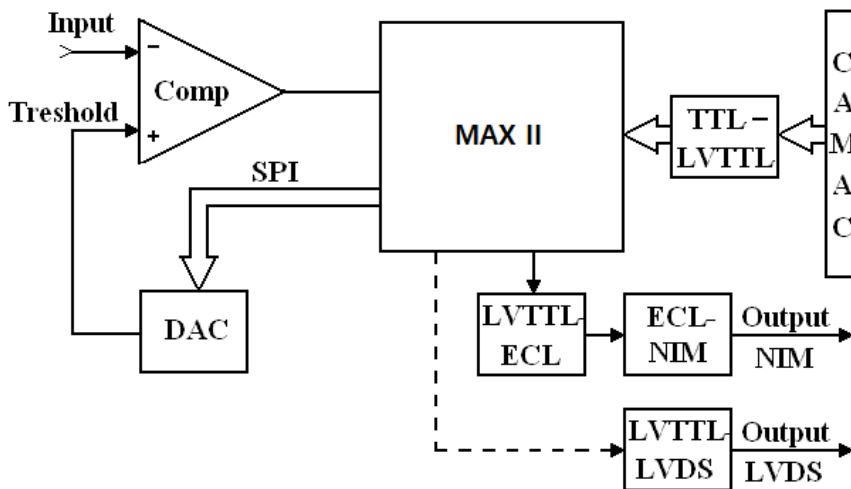 Input
−
Comp
Treshold
+
MAX II
TTL−
LVTTL
C
A
M
A
C
SPI
DAC
LVTTL-
ECL
ECL-
NIM
Output
NIM
LVTTL-
LVDS
Output
LVDS